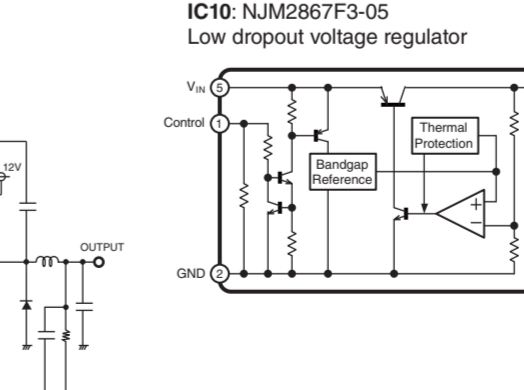 IC10: NJM2867F3-05
Low dropout voltage regulator
VIN 5
Control 1
Thermal
Protection
Bandgap
Reference
+
−
GND 2
12V
OUTPUT